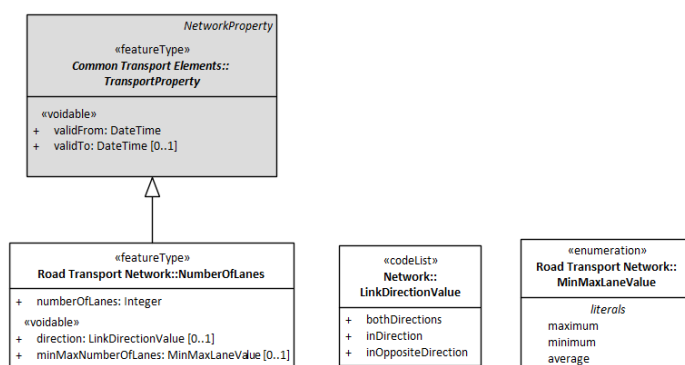 NetworkProperty
«featureType»
Common Transport Elements::
TransportProperty
«voidable»
+ validFrom: DateTime
+ validTo: DateTime [0..1]
«featureType»
Road Transport Network::NumberOfLanes
+ numberOfLanes: Integer
«voidable»
+ direction: LinkDirectionValue [0..1]
+ minMaxNumberOfLanes: MinMaxLaneValue [0..1]
«codeList»
Network::
LinkDirectionValue
+ bothDirections
+ inDirection
+ inOppositeDirection
«enumeration»
Road Transport Network::
MinMaxLaneValue
literals
maximum
minimum
average